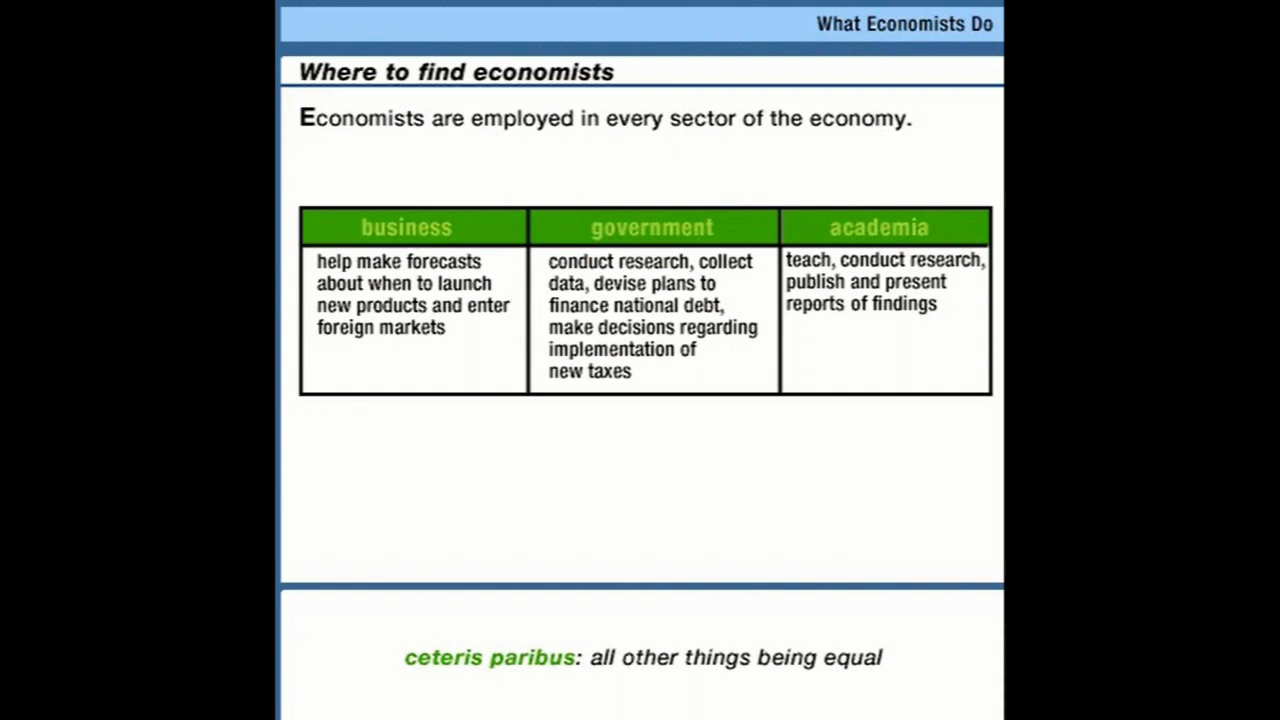 What Economists Do
Where to find economists
Economists are employed in every sector of the economy.
business
help make forecasts
about when to launch
new products and enter
foreign markets
government
conduct research, collect
data, devise plans to
finance national debt,
make decisions regarding
implementation of
new taxes
academia
teach, conduct research,
publish and present
reports of findings
ceteris paribus: all other things being equal